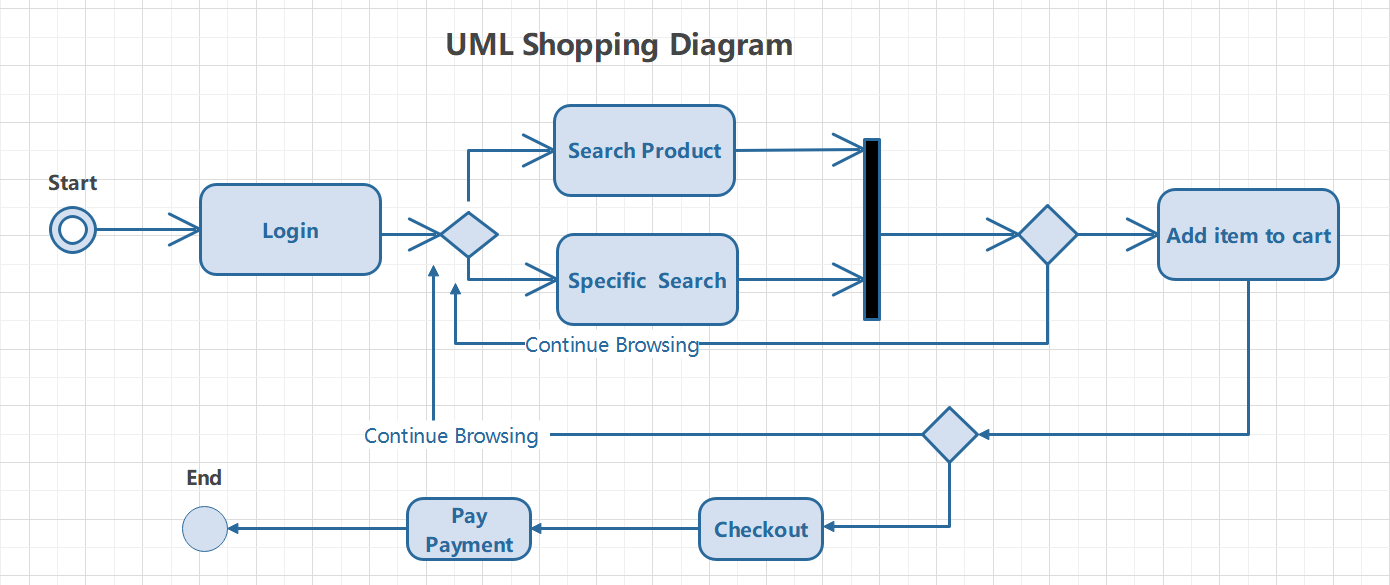 UML Shopping Diagram
Start
Search Product
Login
Add item to cart
Specific  Search
Continue Browsing
Continue Browsing
End
Pay
Payment
Checkout